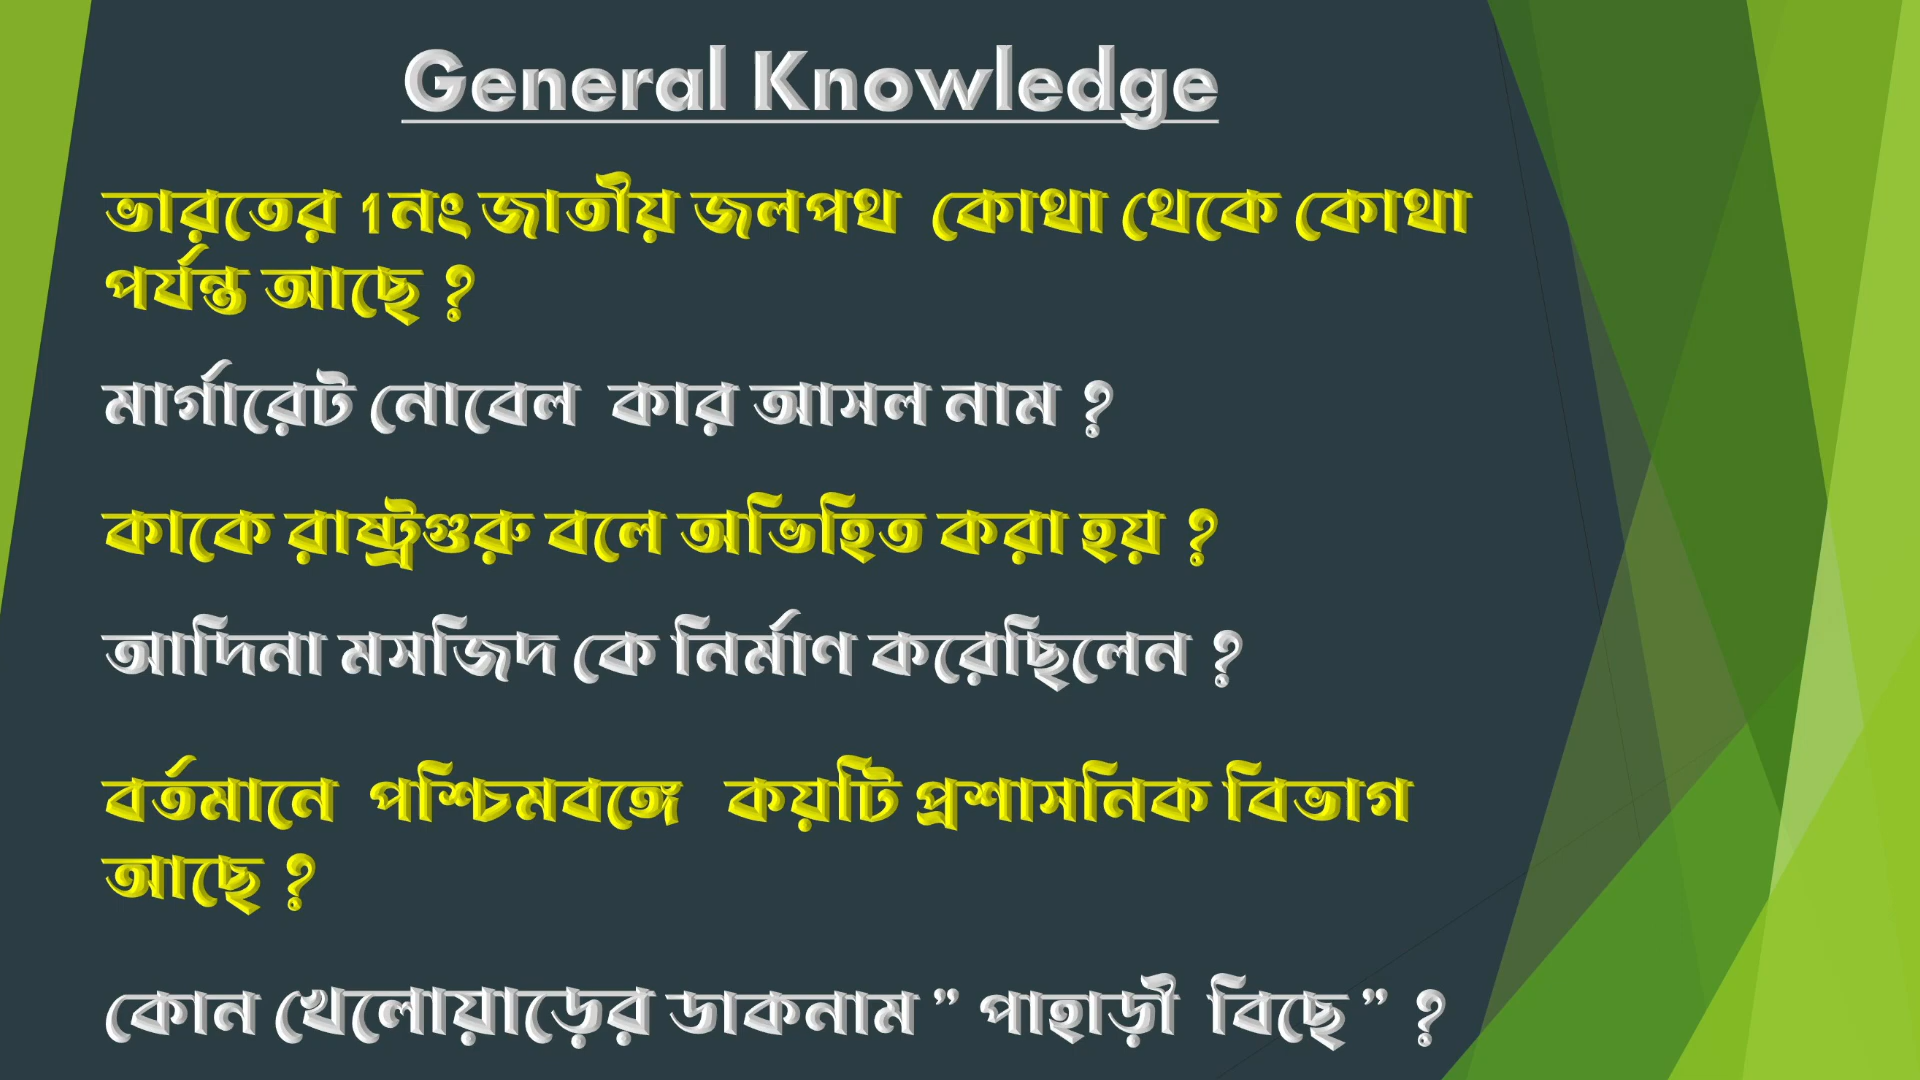 General Knowledge
ভারতের 1নং জাতীয় জলপথ কোথা থেকে কোথা
পর্যন্ত আছে ?
মার্গারেট নোবেল কার আসল নাম ?
কাকে রাষ্ট্রগুরু বলে অভিহিত করা হয় ?
আদিনা মসজিদ কে নির্মাণ করেছিলেন ?
বর্তমানে পশ্চিমবঙ্গে কয়টি প্রশাসনিক বিভাগ
আছে ?
কোন খেলোয়াড়ের ডাকনাম ” পাহাড়ী বিছে ” ?